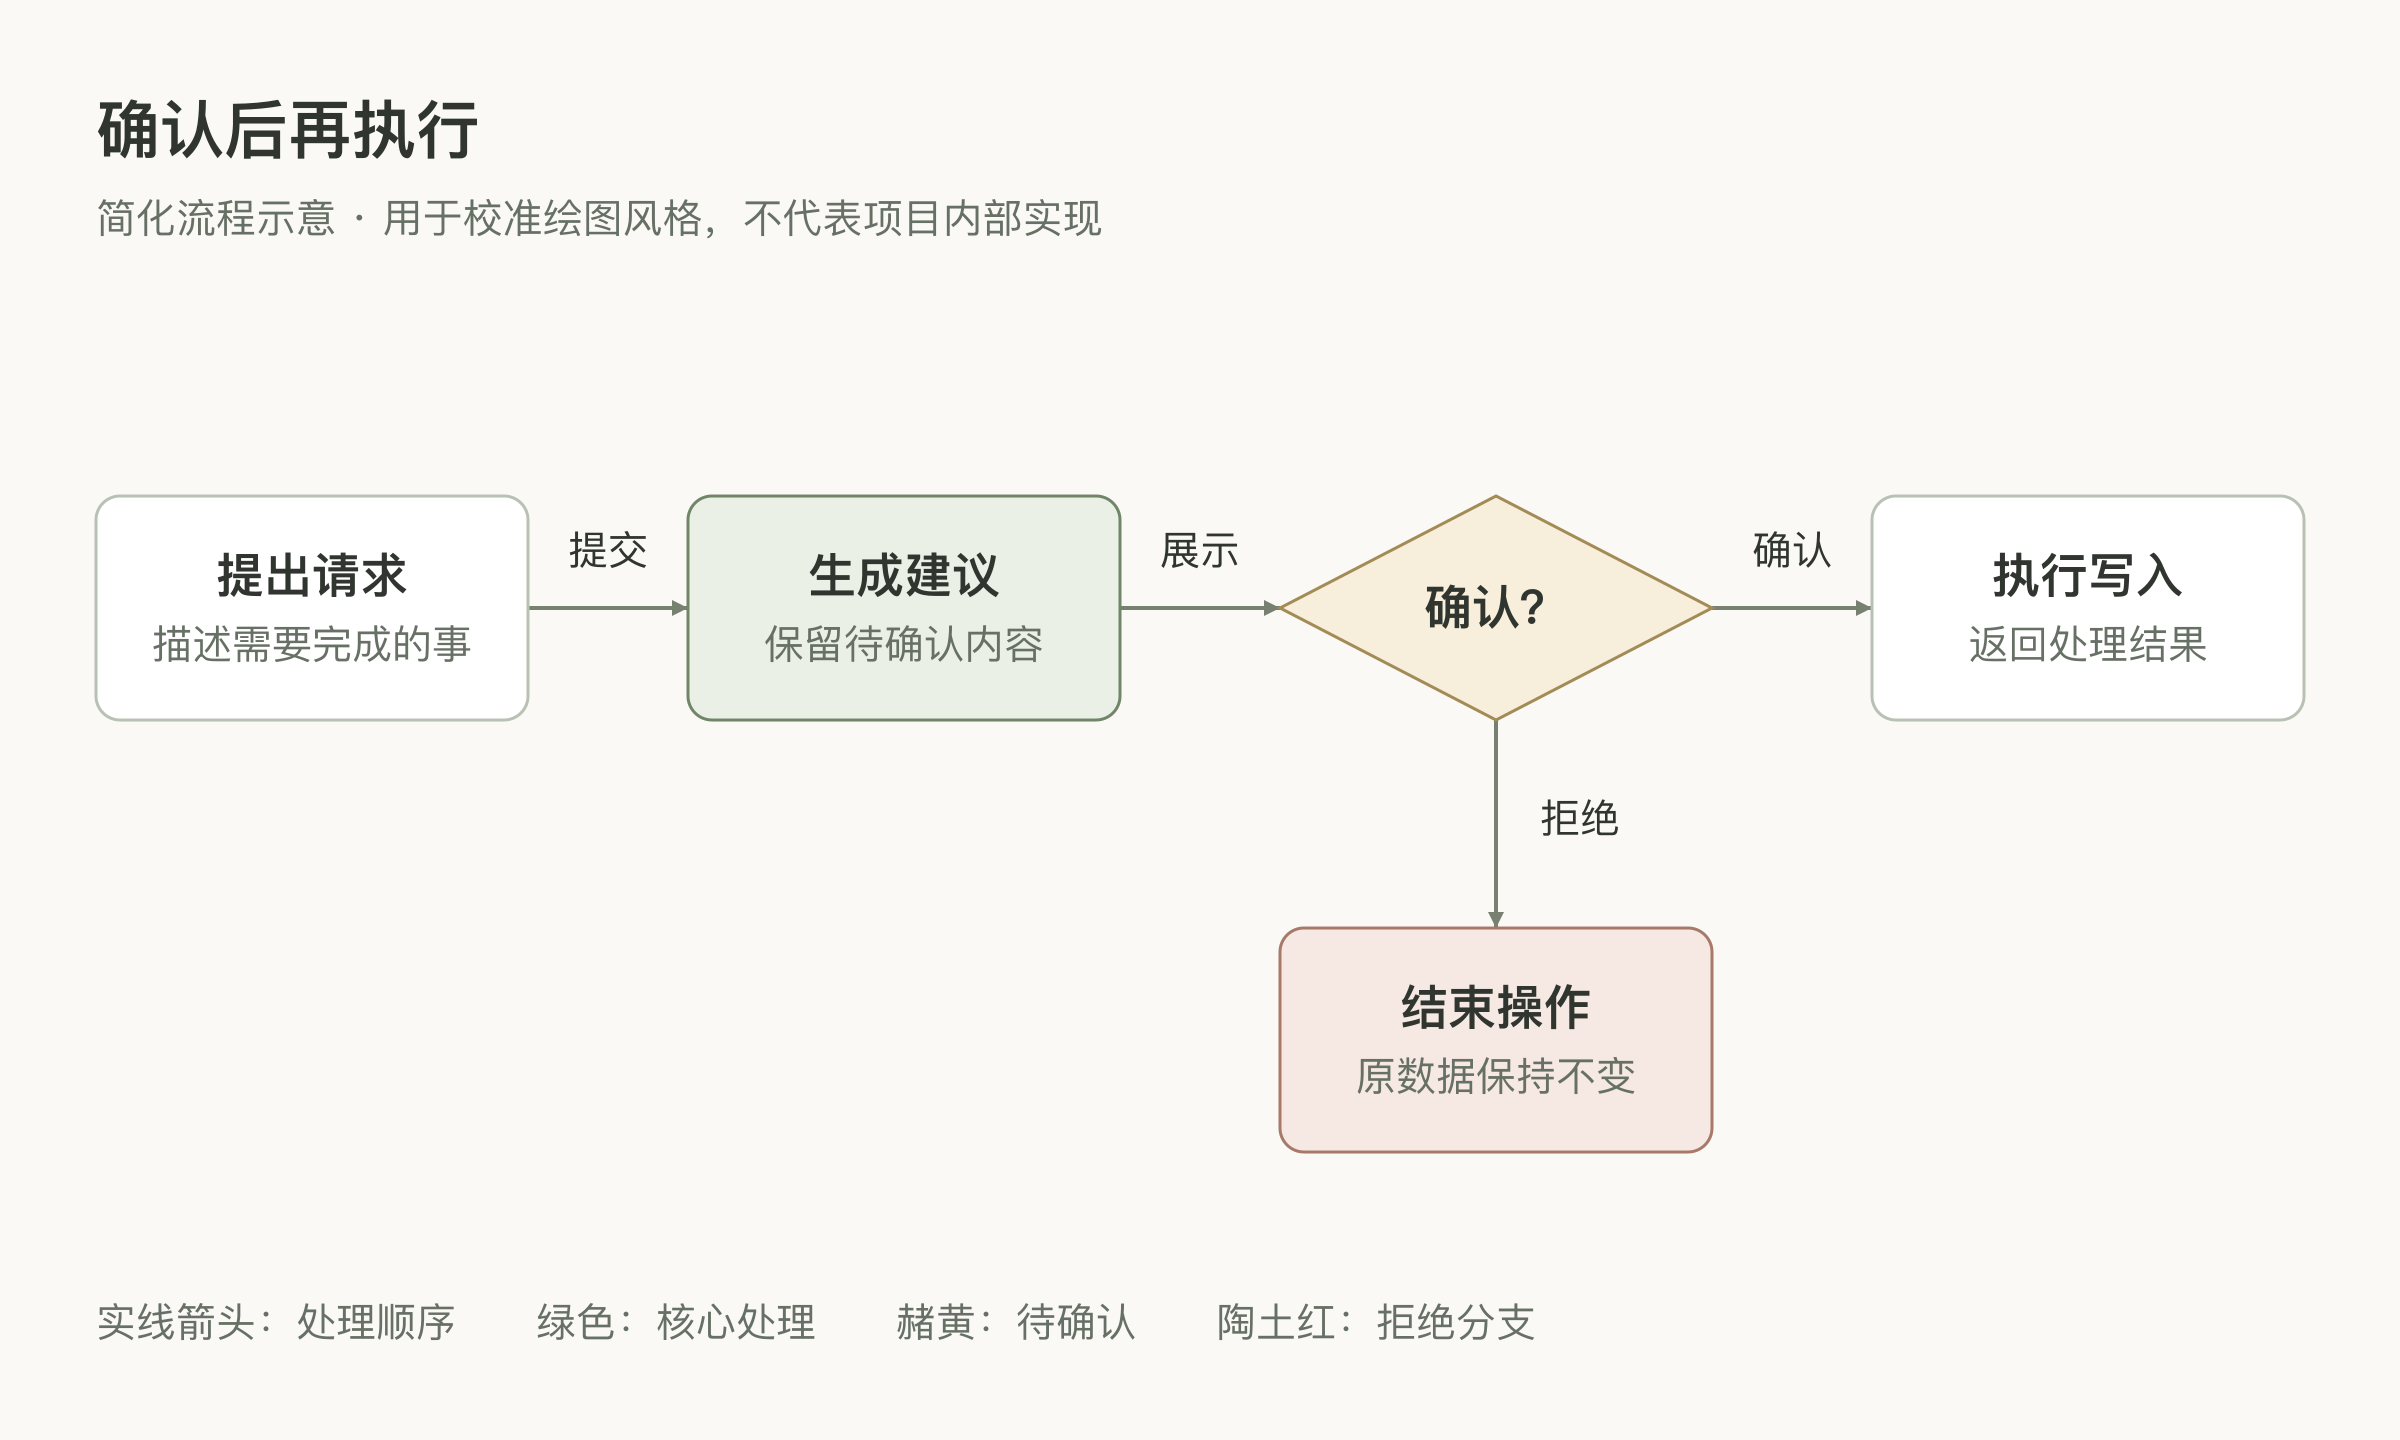 确认后再执行
简化流程示意 · 用于校准绘图风格，不代表项目内部实现
提出请求
描述需要完成的事
提交
生成建议
保留待确认内容
展示
确认?
确认
执行写入
返回处理结果
拒绝
结束操作
原数据保持不变
实线箭头：处理顺序 绿色：核心处理 赭黄：待确认 陶土红：拒绝分支